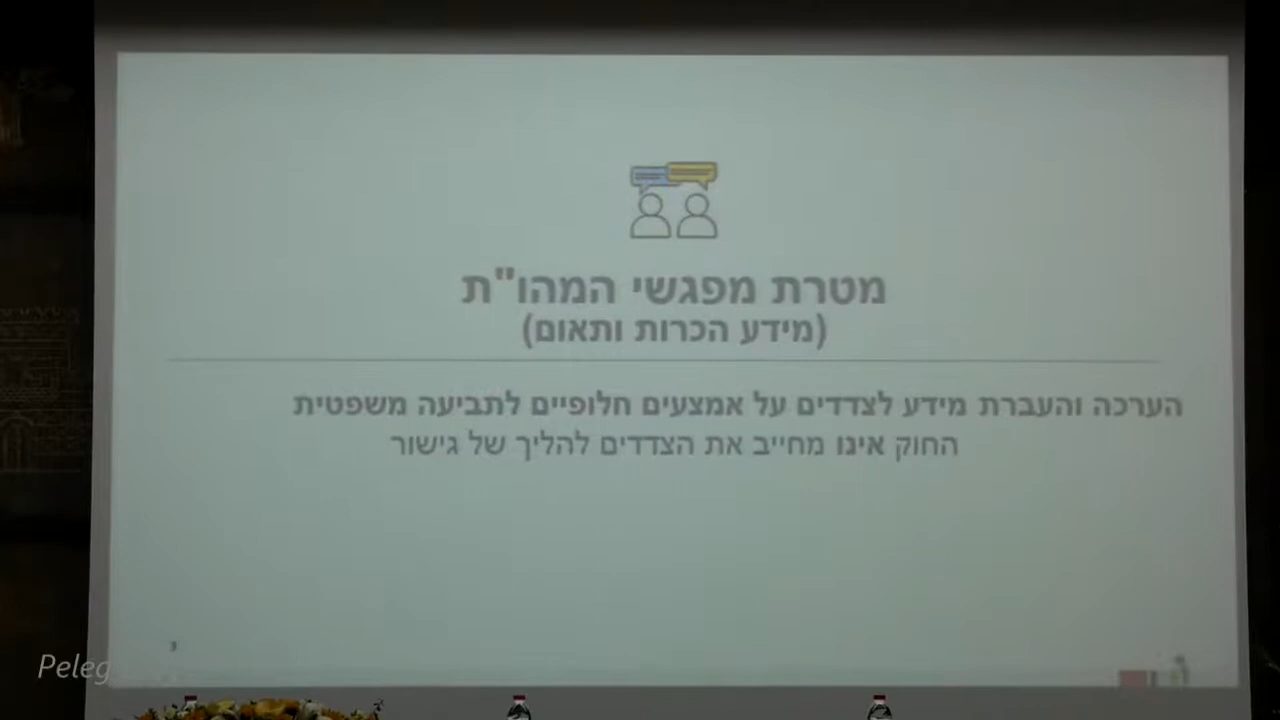 מטרת מפגשי המהו"ת
(מידע הכרות ותאום)
הערכה והעברת מידע לצדדים על אמצעים חלופיים לתביעה משפטית
החוק אינו מחייב את הצדדים להליך של גישור
3
Peleg